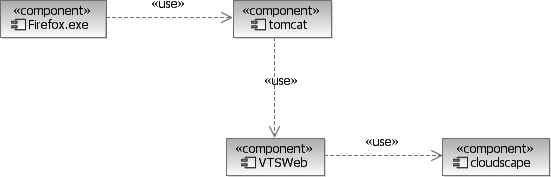 «component»
Firefox.exe
«use»
«component»
tomcat
«use»
«component»
VTSWeb
«use»
«component»
cloudscape